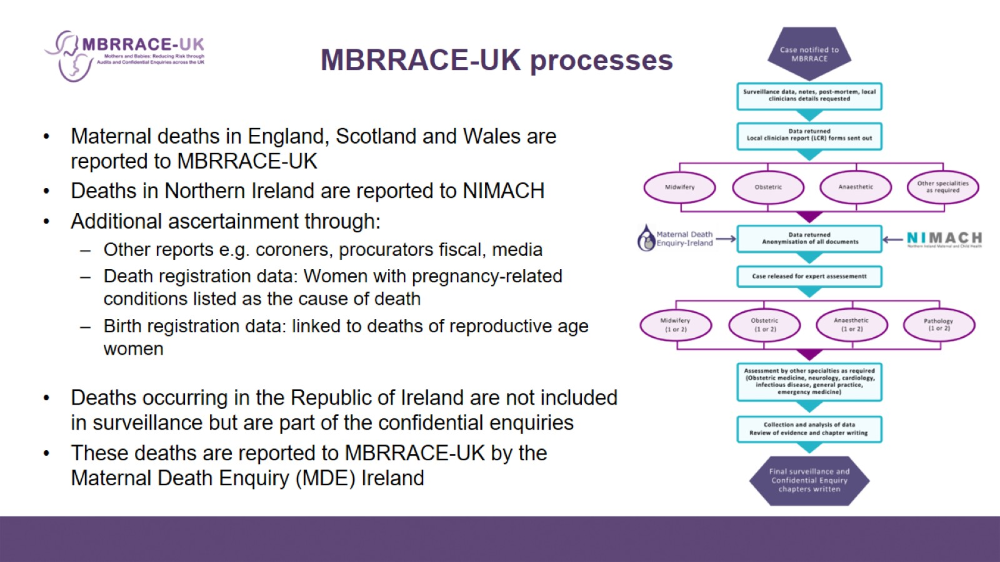 MBRRACE-UK
Mothers and Babies: Reducing Risk through
Audits and Confidential Enquiries across the UK
MBRRACE-UK processes
• Maternal deaths in England, Scotland and Wales are
reported to MBRRACE-UK
• Deaths in Northern Ireland are reported to NIMACH
• Additional ascertainment through:
– Other reports e.g. coroners, procurators fiscal, media
– Death registration data: Women with pregnancy-related
conditions listed as the cause of death
– Birth registration data: linked to deaths of reproductive age
women
• Deaths occurring in the Republic of Ireland are not included
in surveillance but are part of the confidential enquiries
• These deaths are reported to MBRRACE-UK by the
Maternal Death Enquiry (MDE) Ireland
Case notified to
MBRRACE
Surveillance data, notes, post-mortem, local
clinicians details requested
Data returned
Local clinician report (LCR) forms sent out
Midwifery
Obstetric
Anaesthetic
Other specialities
as required
Maternal Death
Enquiry-Ireland
Data returned
Anonymisation of all documents
NIMACH
Northern Ireland Maternal and Child Health
Case released for expert assessementt
Midwifery
(1 or 2)
Obstetric
(1 or 2)
Anaesthetic
(1 or 2)
Pathology
(1 or 2)
Assessment by other specialties as required
(Obstetric medicine, neurology, cardiology,
infectious disease, general practice,
emergency medicine)
Collection and analysis of data
Review of evidence and chapter writing
Final surveillance and
Confidential Enquiry
chapters written